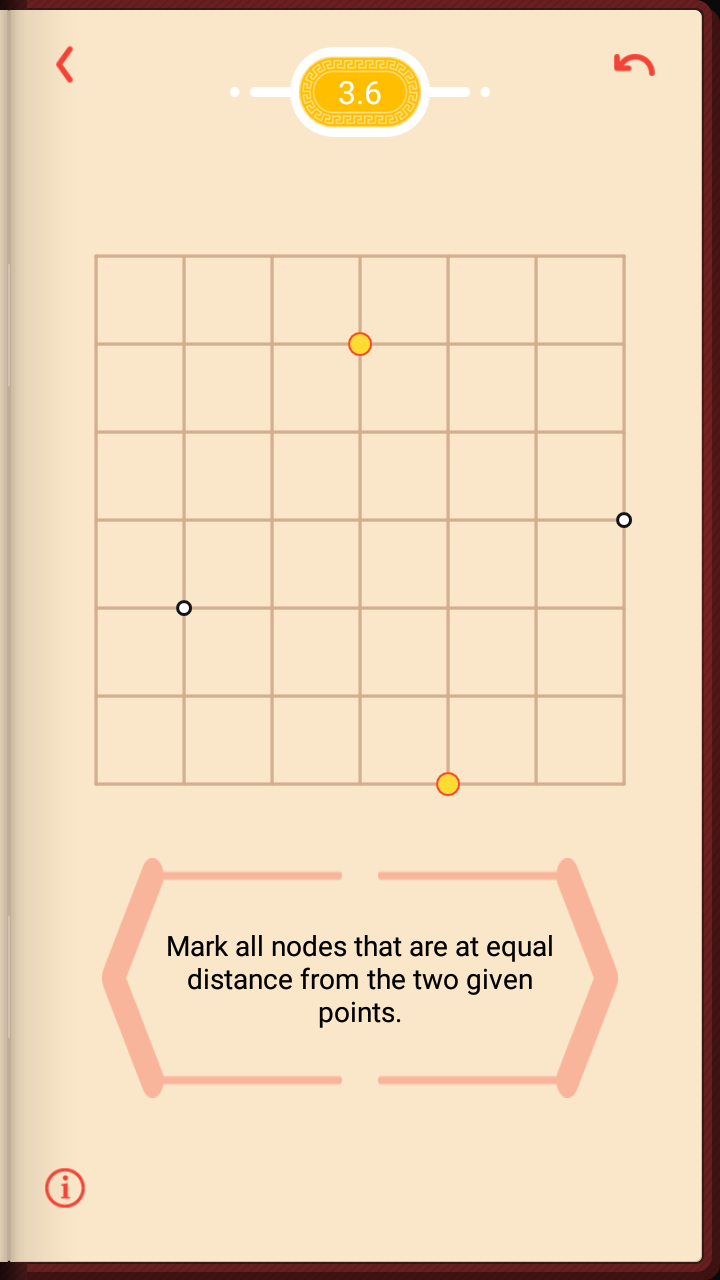 3.6
Mark all nodes that are at equal
distance from the two given
points.
i